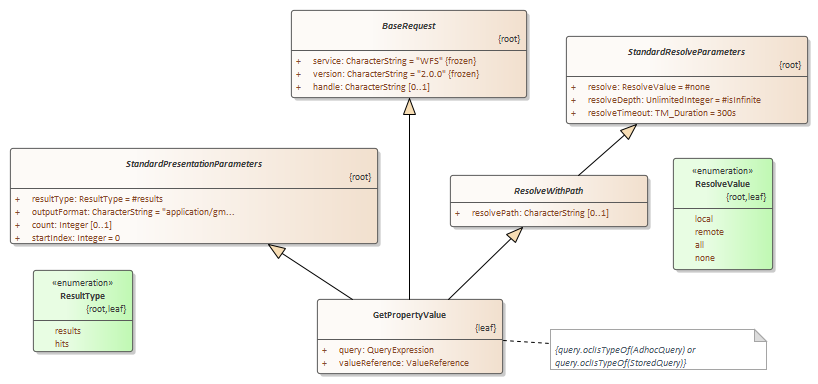 BaseRequest
{root}
+ service: CharacterString = "WFS" {frozen}
+ version: CharacterString = "2.0.0" {frozen}
+ handle: CharacterString [0..1]
StandardResolveParameters
{root}
+ resolve: ResolveValue = #none
+ resolveDepth: UnlimitedInteger = #isInfinite
+ resolveTimeout: TM_Duration = 300s
StandardPresentationParameters
{root}
+ resultType: ResultType = #results
+ outputFormat: CharacterString = "application/gm...
+ count: Integer [0..1]
+ startIndex: Integer = 0
ResolveWithPath
+ resolvePath: CharacterString [0..1]
«enumeration»
ResolveValue
{root,leaf}
local
remote
all
none
«enumeration»
ResultType
{root,leaf}
results
hits
GetPropertyValue
{leaf}
+ query: QueryExpression
+ valueReference: ValueReference
{query.oclIsTypeOf(AdhocQuery) or
query.oclIsTypeOf(StoredQuery)}